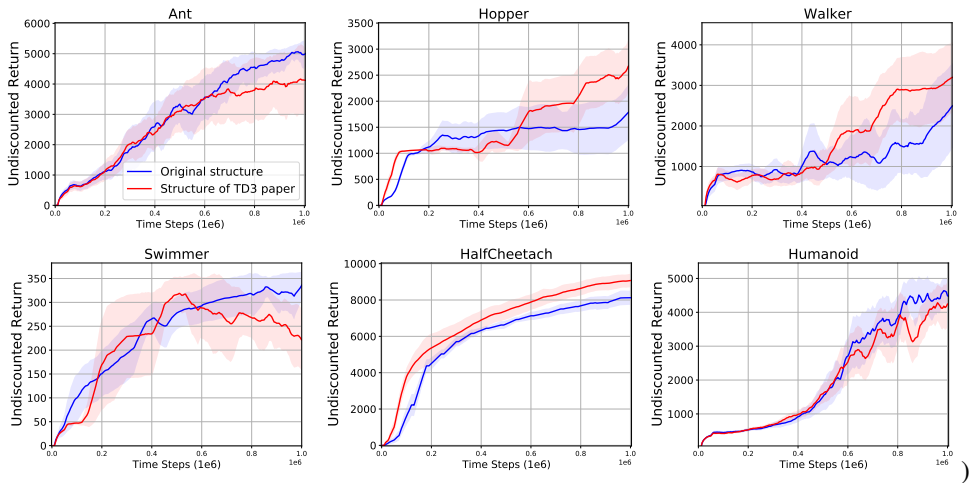 Ant
Undiscounted Return
6000
5000
4000
3000
2000
1000
0
Original structure
Structure of TD3 paper
0.0 0.2 0.4 0.6 0.8 1.0
Time Steps (1e6)
1e6
Hopper
Undiscounted Return
3500
3000
2500
2000
1500
1000
500
0
0.0 0.2 0.4 0.6 0.8 1.0
Time Steps (1e6)
1e6
Walker
Undiscounted Return
4000
3000
2000
1000
0.0 0.2 0.4 0.6 0.8 1.0
Time Steps (1e6)
1e6
Swimmer
Undiscounted Return
350
300
250
200
150
100
50
0
0.0 0.2 0.4 0.6 0.8 1.0
Time Steps (1e6)
1e6
HalfCheetach
Undiscounted Return
10000
8000
6000
4000
2000
0
0.0 0.2 0.4 0.6 0.8 1.0
Time Steps (1e6)
1e6
Humanoid
Undiscounted Return
5000
4000
3000
2000
1000
0.0 0.2 0.4 0.6 0.8 1.0
Time Steps (1e6)
1e6
)